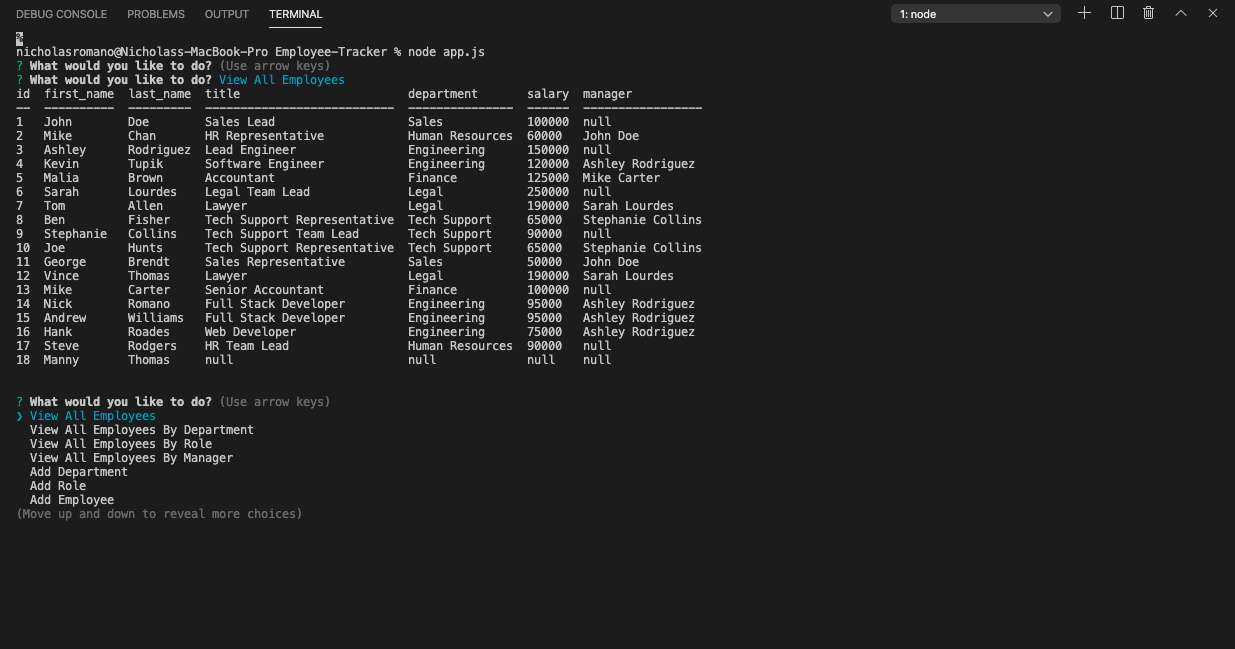 DEBUG CONSOLE PROBLEMS OUTPUT TERMINAL 1: node
%
nicholasromano@Nicholass-MacBook-Pro Employee-Tracker % node app.js
? What would you like to do? (Use arrow keys)
? What would you like to do? View All Employees
id first_name last_name title department salary manager
-- ---------- --------- --------------------------- --------------- ------ -----------------
1 John Doe Sales Lead Sales 100000 null
2 Mike Chan HR Representative Human Resources 60000 John Doe
3 Ashley Rodriguez Lead Engineer Engineering 150000 null
4 Kevin Tupik Software Engineer Engineering 120000 Ashley Rodriguez
5 Malia Brown Accountant Finance 125000 Mike Carter
6 Sarah Lourdes Legal Team Lead Legal 250000 null
7 Tom Allen Lawyer Legal 190000 Sarah Lourdes
8 Ben Fisher Tech Support Representative Tech Support 65000 Stephanie Collins
9 Stephanie Collins Tech Support Team Lead Tech Support 90000 null
10 Joe Hunts Tech Support Representative Tech Support 65000 Stephanie Collins
11 George Brendt Sales Representative Sales 50000 John Doe
12 Vince Thomas Lawyer Legal 190000 Sarah Lourdes
13 Mike Carter Senior Accountant Finance 100000 null
14 Nick Romano Full Stack Developer Engineering 95000 Ashley Rodriguez
15 Andrew Williams Full Stack Developer Engineering 95000 Ashley Rodriguez
16 Hank Roades Web Developer Engineering 75000 Ashley Rodriguez
17 Steve Rodgers HR Team Lead Human Resources 90000 null
18 Manny Thomas null null null null
? What would you like to do? (Use arrow keys)
❯ View All Employees
View All Employees By Department
View All Employees By Role
View All Employees By Manager
Add Department
Add Role
Add Employee
(Move up and down to reveal more choices)